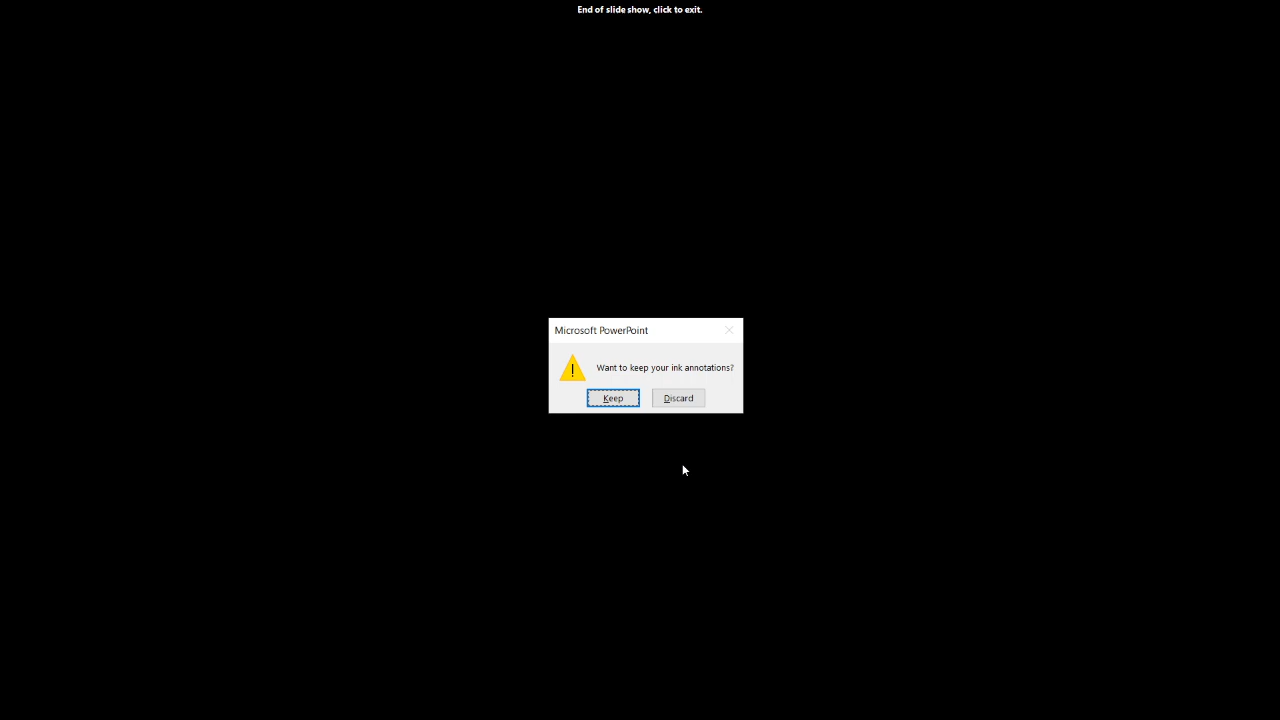 End of slide show, click to exit.
Microsoft PowerPoint
Want to keep your ink annotations?
Keep Discard